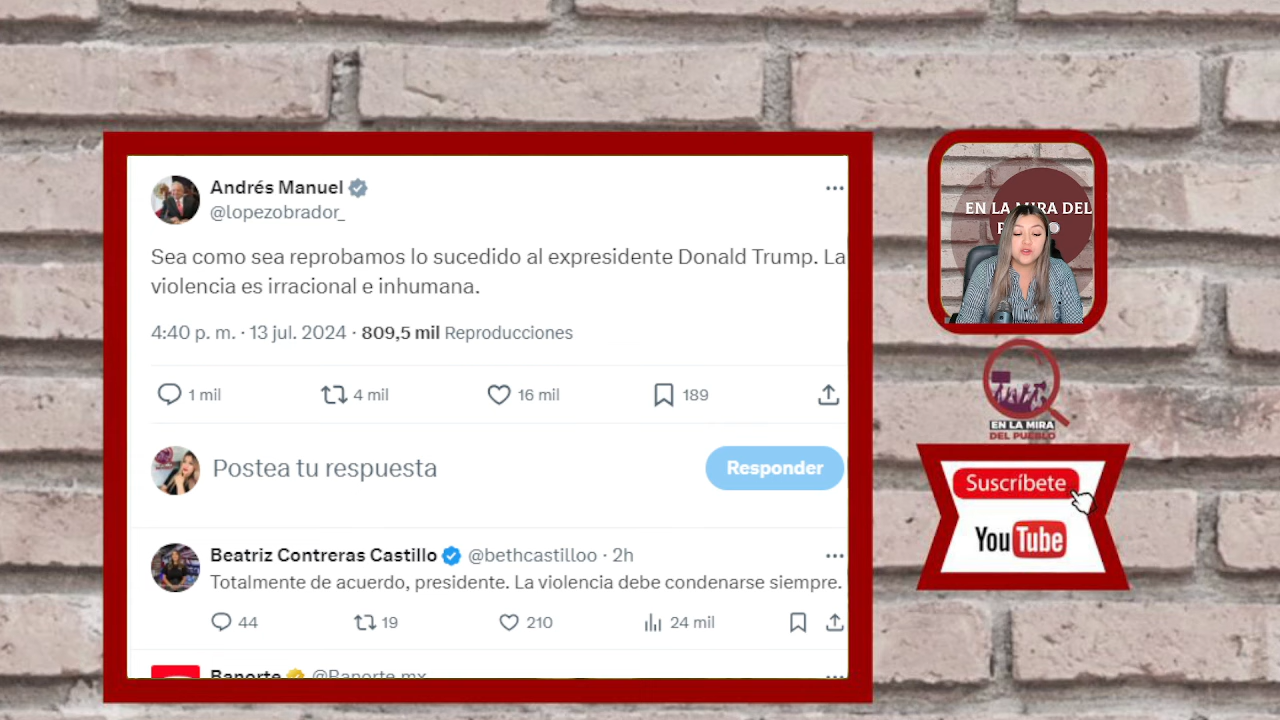 Andrés Manuel
@lopezobrador_
Sea como sea reprobamos lo sucedido al expresidente Donald Trump. La
violencia es irracional e inhumana.
4:40 p. m. · 13 jul. 2024 · 809,5 mil Reproducciones
1 mil 4 mil 16 mil 189
Postea tu respuesta Responder
Beatriz Contreras Castillo @bethcastilloo · 2h
Totalmente de acuerdo, presidente. La violencia debe condenarse siempre.
44 19 210 24 mil
EN LA MIRA DEL
EN LA MIRA
DEL PUEBLO
Suscríbete
YouTube